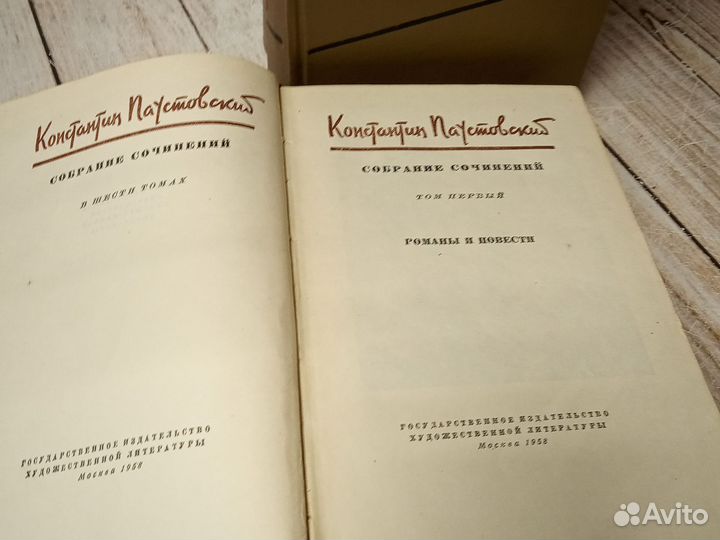 Константин Паустовский
СОБРАНИЕ СОЧИНЕНИЙ
В ШЕСТИ ТОМАХ
ГОСУДАРСТВЕННОЕ ИЗДАТЕЛЬСТВО
ХУДОЖЕСТВЕННОЙ ЛИТЕРАТУРЫ
Москва 1958
Константин Паустовский
СОБРАНИЕ СОЧИНЕНИЙ
ТОМ ПЕРВЫЙ
РОМАНЫ И ПОВЕСТИ
ГОСУДАРСТВЕННОЕ ИЗДАТЕЛЬСТВО
ХУДОЖЕСТВЕННОЙ ЛИТЕРАТУРЫ
Москва 1958
Avito